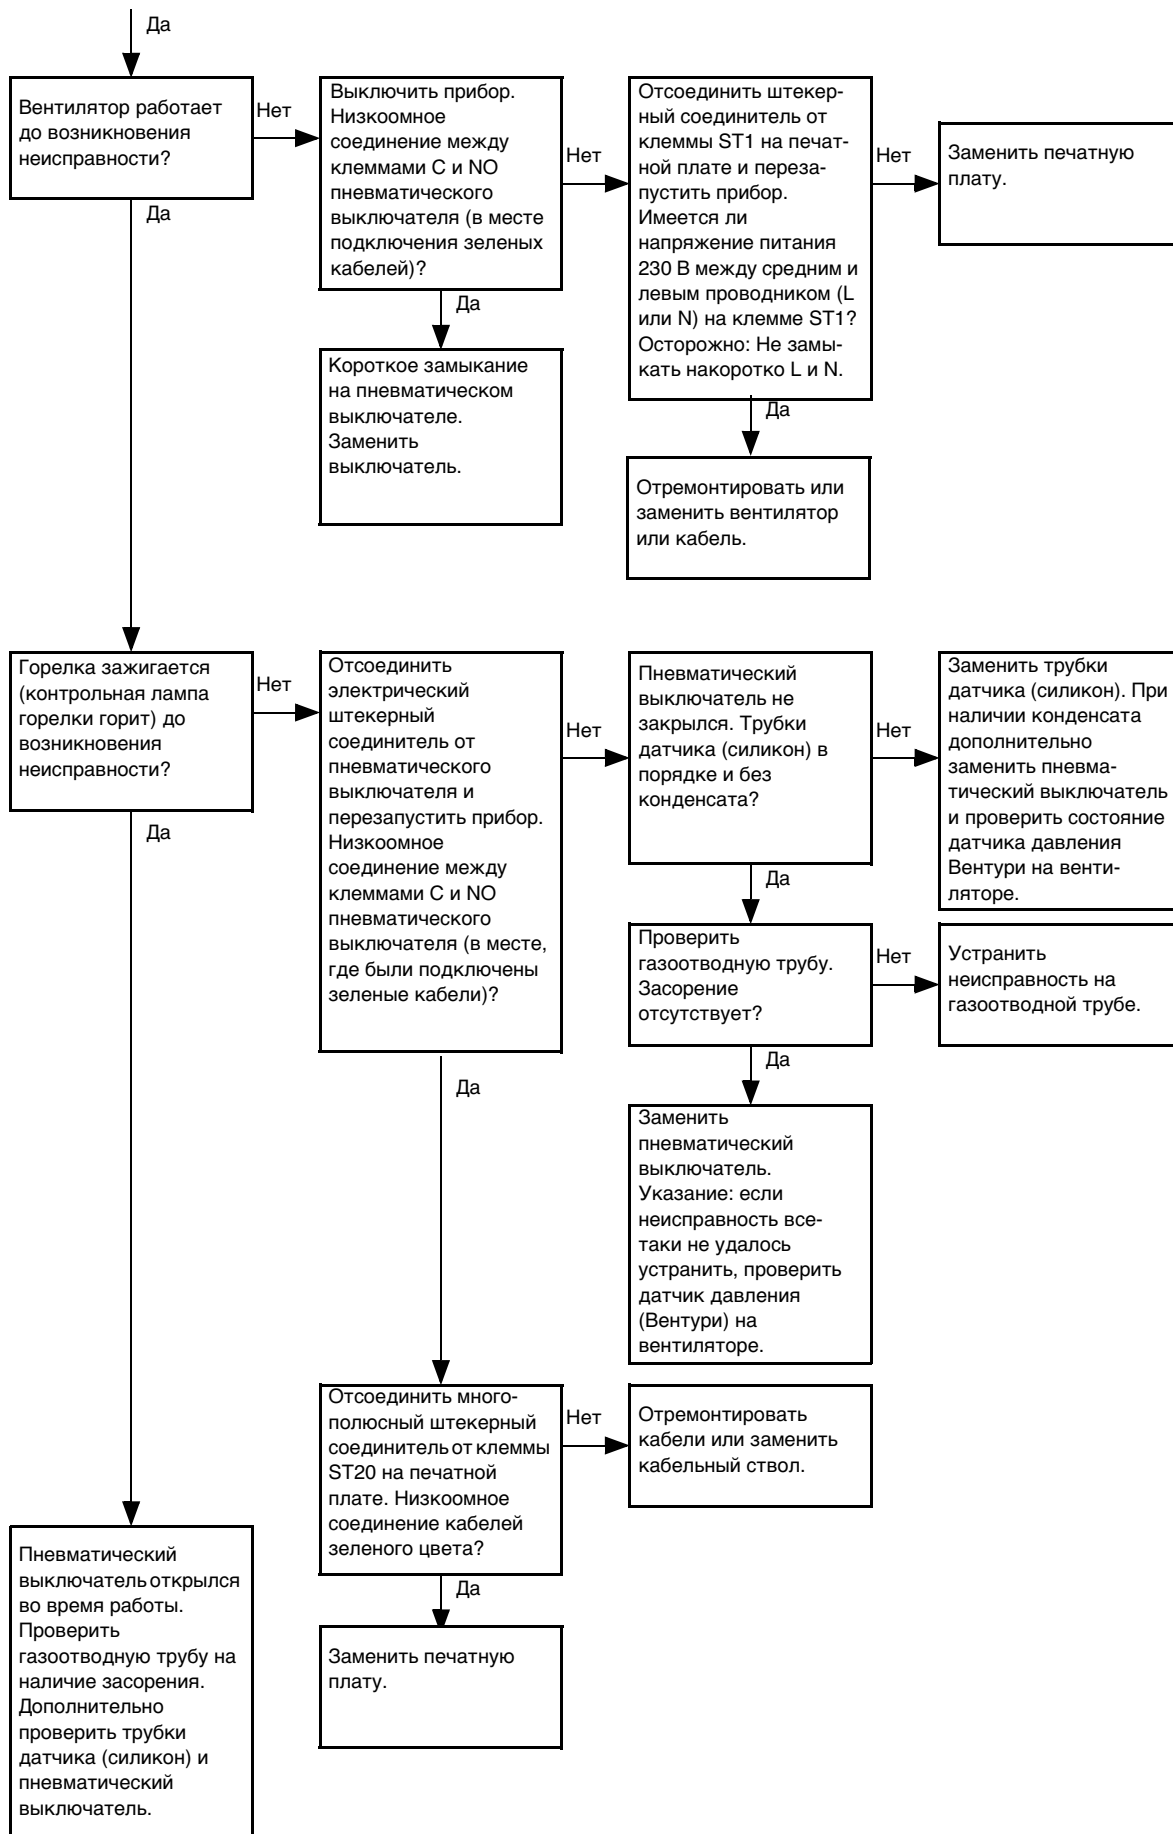 Да
Вентилятор работает
до возникновения
неисправности?
Нет
Выключить прибор.
Низкоомное
соединение между
клеммами C и NO
пневматического
выключателя (в месте
подключения зеленых
кабелей)?
Нет
Отсоединить штекер-
ный соединитель от
клеммы ST1 на печат-
ной плате и переза-
пустить прибор.
Имеется ли
напряжение питания
230 В между средним и
левым проводником (L
или N) на клемме ST1?
Осторожно: Не замы-
кать накоротко L и N.
Нет
Заменить печатную
плату.
Да
Да
Короткое замыкание
на пневматическом
выключателе.
Заменить
выключатель.
Да
Отремонтировать или
заменить вентилятор
или кабель.
Горелка зажигается
(контрольная лампа
горелки горит) до
возникновения
неисправности?
Нет
Отсоединить
электрический
штекерный
соединитель от
пневматического
выключателя и
перезапустить прибор.
Низкоомное
соединение между
клеммами C и NO
пневматического
выключателя (в месте,
где были подключены
зеленые кабели)?
Нет
Пневматический
выключатель не
закрылся. Трубки
датчика (силикон) в
порядке и без
конденсата?
Нет
Заменить трубки
датчика (силикон). При
наличии конденсата
дополнительно
заменить пневма-
тический выключатель
и проверить состояние
датчика давления
Вентури на венти-
ляторе.
Да
Да
Проверить
газоотводную трубу.
Засорение
отсутствует?
Нет
Устранить
неисправность на
газоотводной трубе.
Да
Да
Заменить
пневматический
выключатель.
Указание: если
неисправность все-
таки не удалось
устранить, проверить
датчик давления
(Вентури) на
вентиляторе.
Отсоединить много-
полюсный штекерный
соединитель от клеммы
ST20 на печатной
плате. Низкоомное
соединение кабелей
зеленого цвета?
Нет
Отремонтировать
кабели или заменить
кабельный ствол.
Да
Заменить печатную
плату.
Пневматический
выключатель открылся
во время работы.
Проверить
газоотводную трубу на
наличие засорения.
Дополнительно
проверить трубки
датчика (силикон) и
пневматический
выключатель.